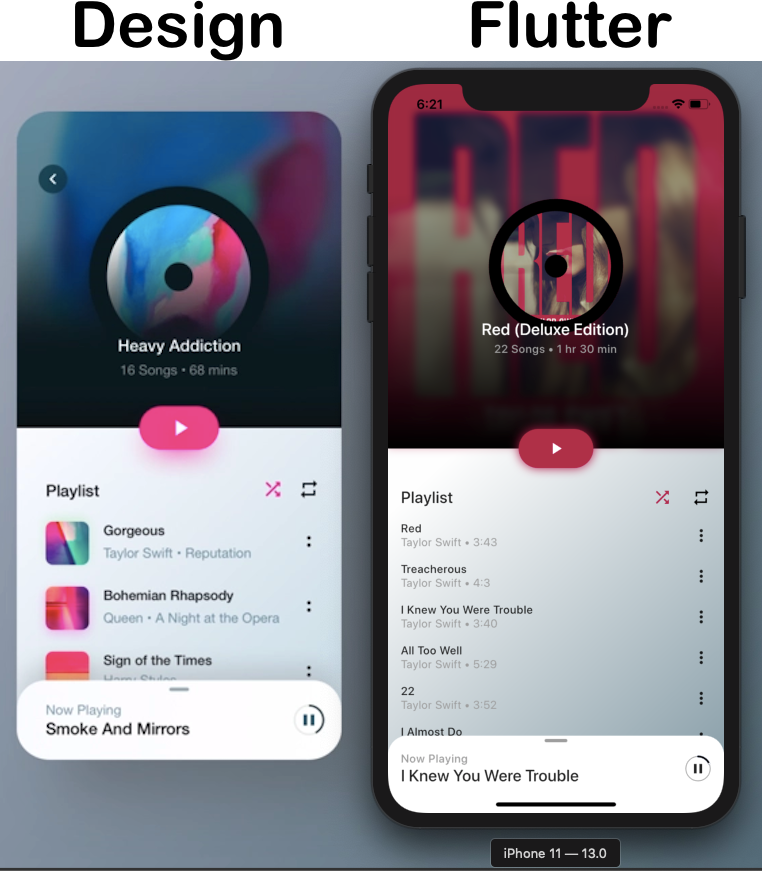 Design
Flutter
Heavy Addiction
16 Songs • 68 mins
Playlist
Gorgeous
Taylor Swift • Reputation
Bohemian Rhapsody
Queen • A Night at the Opera
Sign of the Times
Harry Styles
Now Playing
Smoke And Mirrors
6:21
RED
RED
Red (Deluxe Edition)
22 Songs • 1 hr 30 min
Playlist
Red
Taylor Swift • 3:43
Treacherous
Taylor Swift • 4:3
I Knew You Were Trouble
Taylor Swift • 3:40
All Too Well
Taylor Swift • 5:29
22
Taylor Swift • 3:52
I Almost Do
Now Playing
I Knew You Were Trouble
iPhone 11 — 13.0